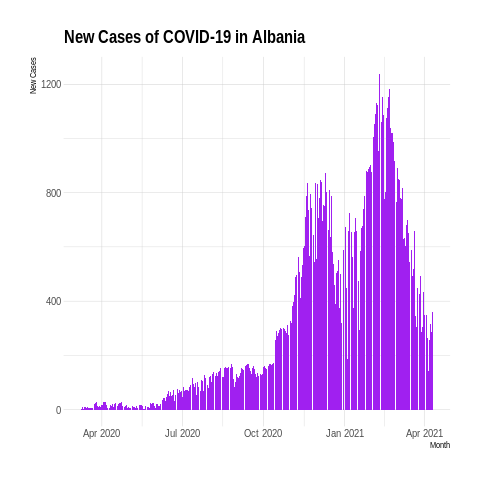 New Cases of COVID-19 in Albania
New Cases
1200
800
400
0
Apr 2020 Jul 2020 Oct 2020 Jan 2021 Apr 2021
Month